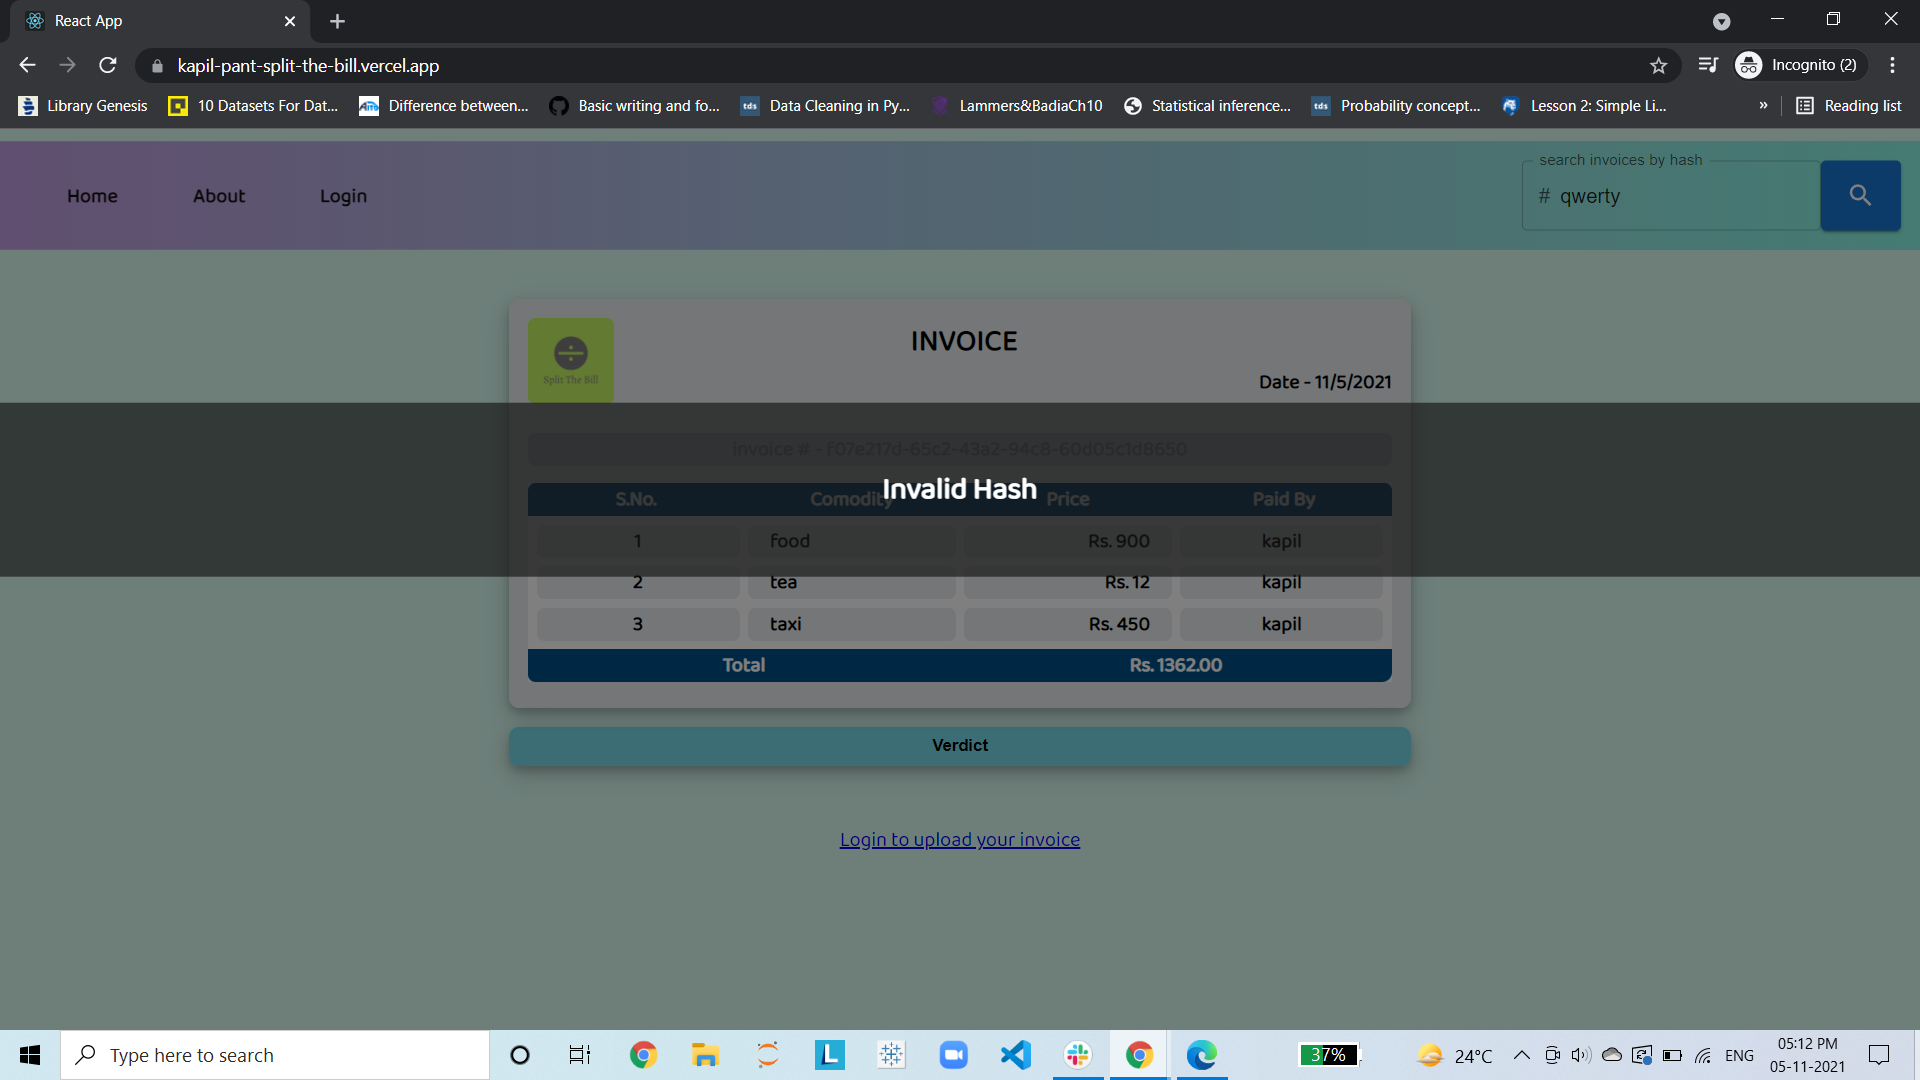 React App
kapil-pant-split-the-bill.vercel.app
Incognito (2)
Library Genesis
10 Datasets For Dat...
Difference between...
Basic writing and fo...
tds
Data Cleaning in Py...
Lammers&BadiaCh10
Statistical inference...
tds
Probability concept...
Lesson 2: Simple Li...
»
Reading list
Home
About
Login
search invoices by hash
# qwerty
Split The Bill
INVOICE
Date - 11/5/2021
invoice # - f07e217d-65c2-43a2-94c8-60d05c1d8650
Invalid Hash
S.No. Comodity Price Paid By
1 food Rs. 900 kapil
2 tea Rs. 12 kapil
3 taxi Rs. 450 kapil
Total Rs. 1362.00
Verdict
Login to upload your invoice
Type here to search
L
37%
24°C
ENG
05:12 PM
05-11-2021